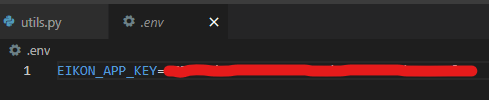 utils.py .env
.env
1 EIKON_APP_KEY=